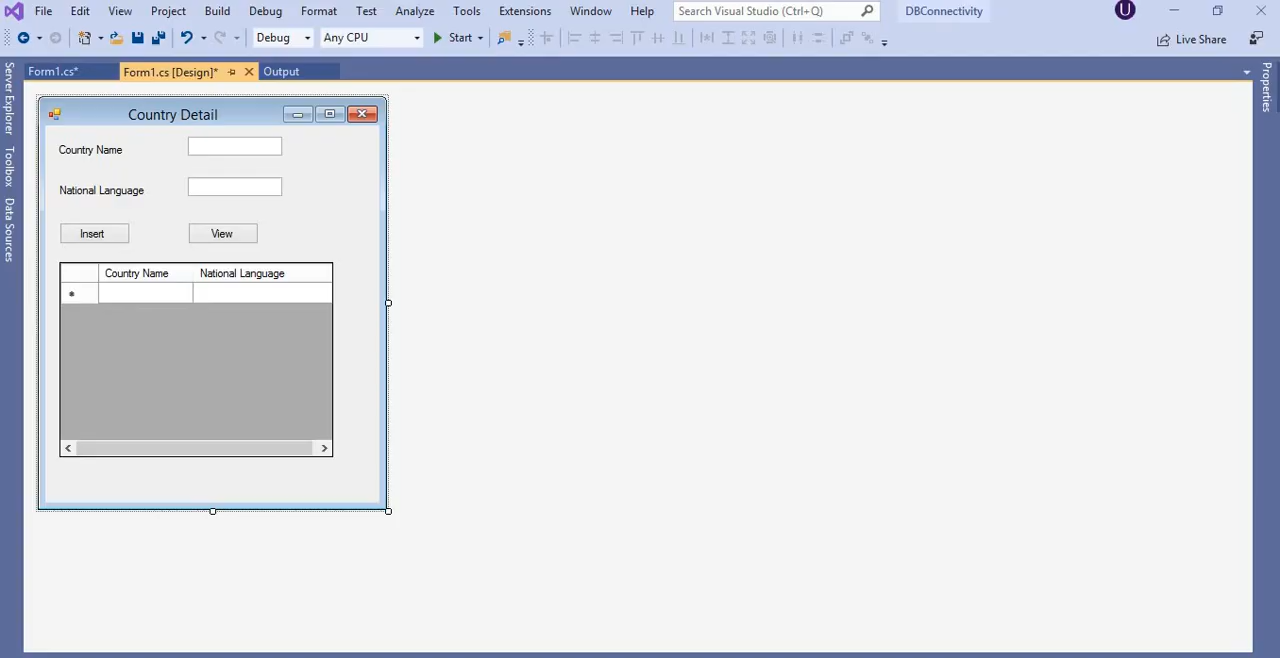 File Edit View Project Build Debug Format Test Analyze Tools Extensions Window Help Search Visual Studio (Ctrl+Q) DBConnectivity U
Debug Any CPU Start Live Share
Form1.cs* Form1.cs [Design]* Output
Server Explorer
Toolbox
Data Sources
Properties
Country Detail
Country Name
National Language
Insert View
Country Name National Language